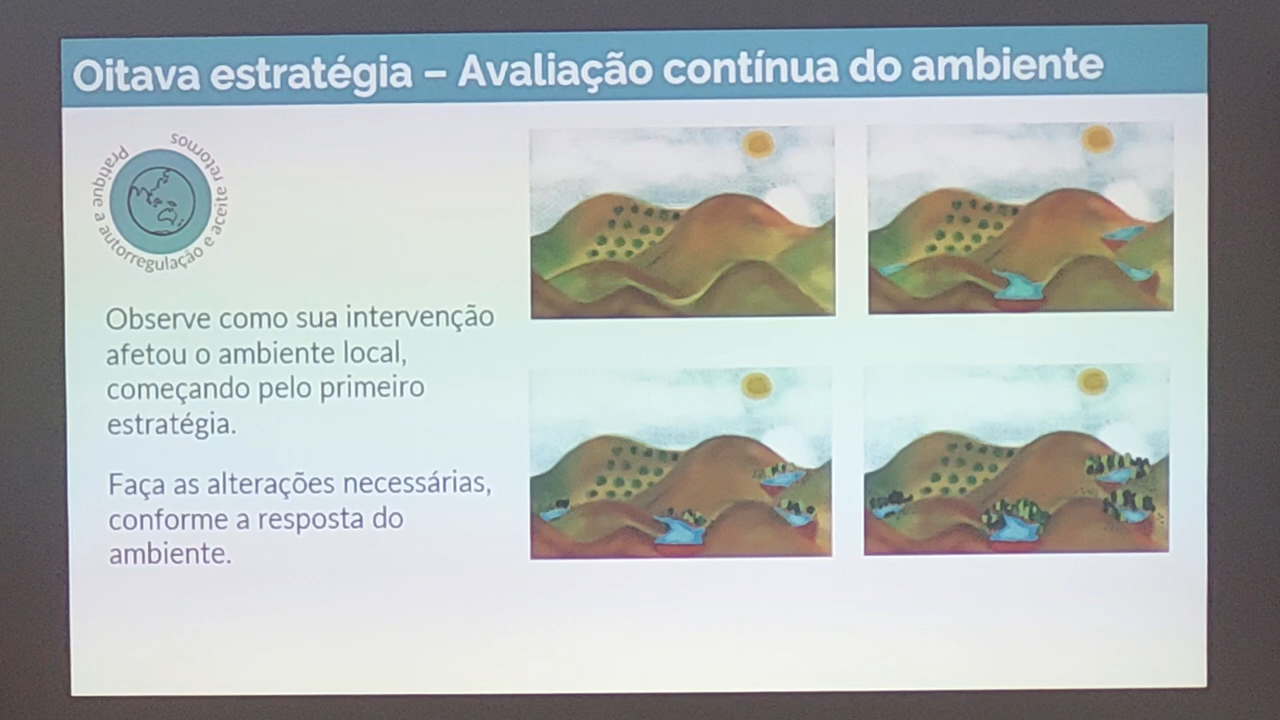 Oitava estratégia – Avaliação contínua do ambiente
Pratique a autorregulação e aceite retornos
Observe como sua intervenção
afetou o ambiente local,
começando pelo primeiro
estratégia.
Faça as alterações necessárias,
conforme a resposta do
ambiente.